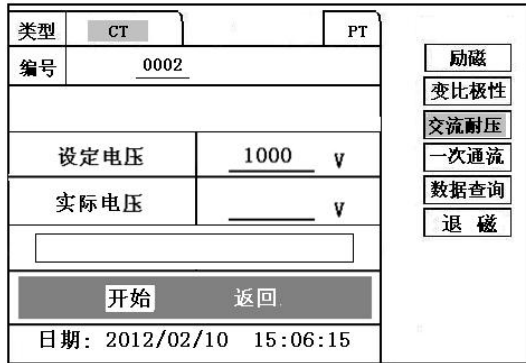 类型 CT PT
编号 0002
设定电压 1000 V
实际电压 V
开始 返回
日期: 2012/02/10 15:06:15
励磁
变比极性
交流耐压
一次通流
数据查询
退 磁